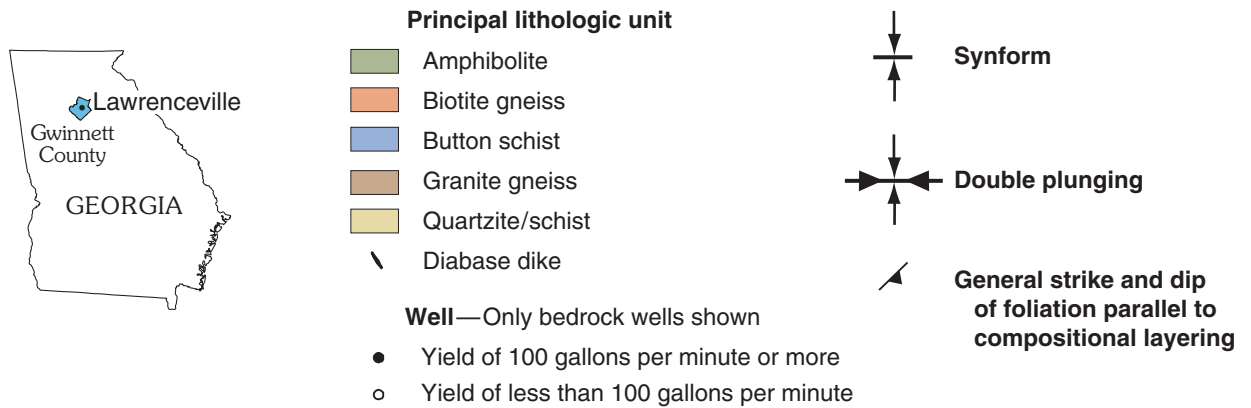 Lawrenceville
Gwinnett
County
GEORGIA
Principal lithologic unit
Amphibolite
Biotite gneiss
Button schist
Granite gneiss
Quartzite/schist
Diabase dike
Well—Only bedrock wells shown
Yield of 100 gallons per minute or more
Yield of less than 100 gallons per minute
Synform
Double plunging
General strike and dip
of foliation parallel to
compositional layering